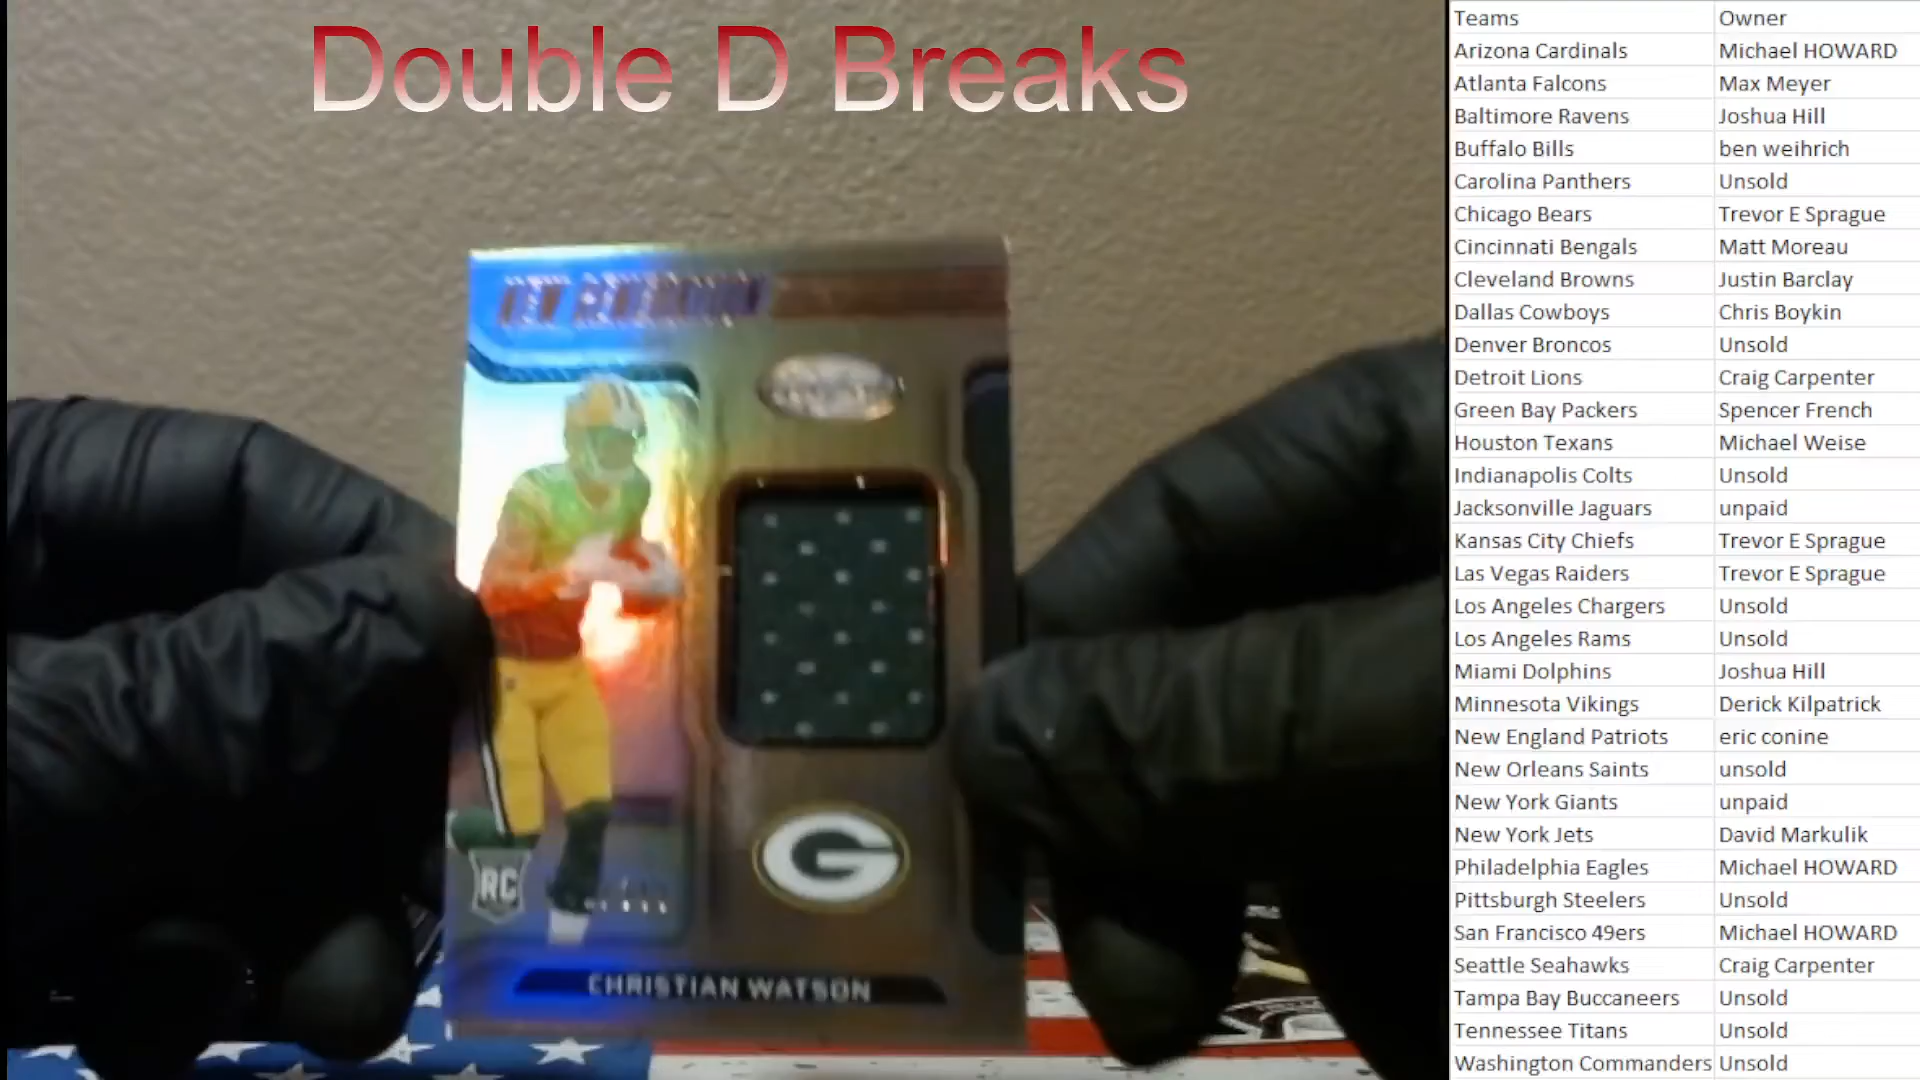 Double D Breaks
NEW GENERATION
RC
G
CHRISTIAN WATSON
Teams Owner
Arizona Cardinals Michael HOWARD
Atlanta Falcons Max Meyer
Baltimore Ravens Joshua Hill
Buffalo Bills ben weihrich
Carolina Panthers Unsold
Chicago Bears Trevor E Sprague
Cincinnati Bengals Matt Moreau
Cleveland Browns Justin Barclay
Dallas Cowboys Chris Boykin
Denver Broncos Unsold
Detroit Lions Craig Carpenter
Green Bay Packers Spencer French
Houston Texans Michael Weise
Indianapolis Colts Unsold
Jacksonville Jaguars unpaid
Kansas City Chiefs Trevor E Sprague
Las Vegas Raiders Trevor E Sprague
Los Angeles Chargers Unsold
Los Angeles Rams Unsold
Miami Dolphins Joshua Hill
Minnesota Vikings Derick Kilpatrick
New England Patriots eric conine
New Orleans Saints unsold
New York Giants unpaid
New York Jets David Markulik
Philadelphia Eagles Michael HOWARD
Pittsburgh Steelers Unsold
San Francisco 49ers Michael HOWARD
Seattle Seahawks Craig Carpenter
Tampa Bay Buccaneers Unsold
Tennessee Titans Unsold
Washington Commanders Unsold